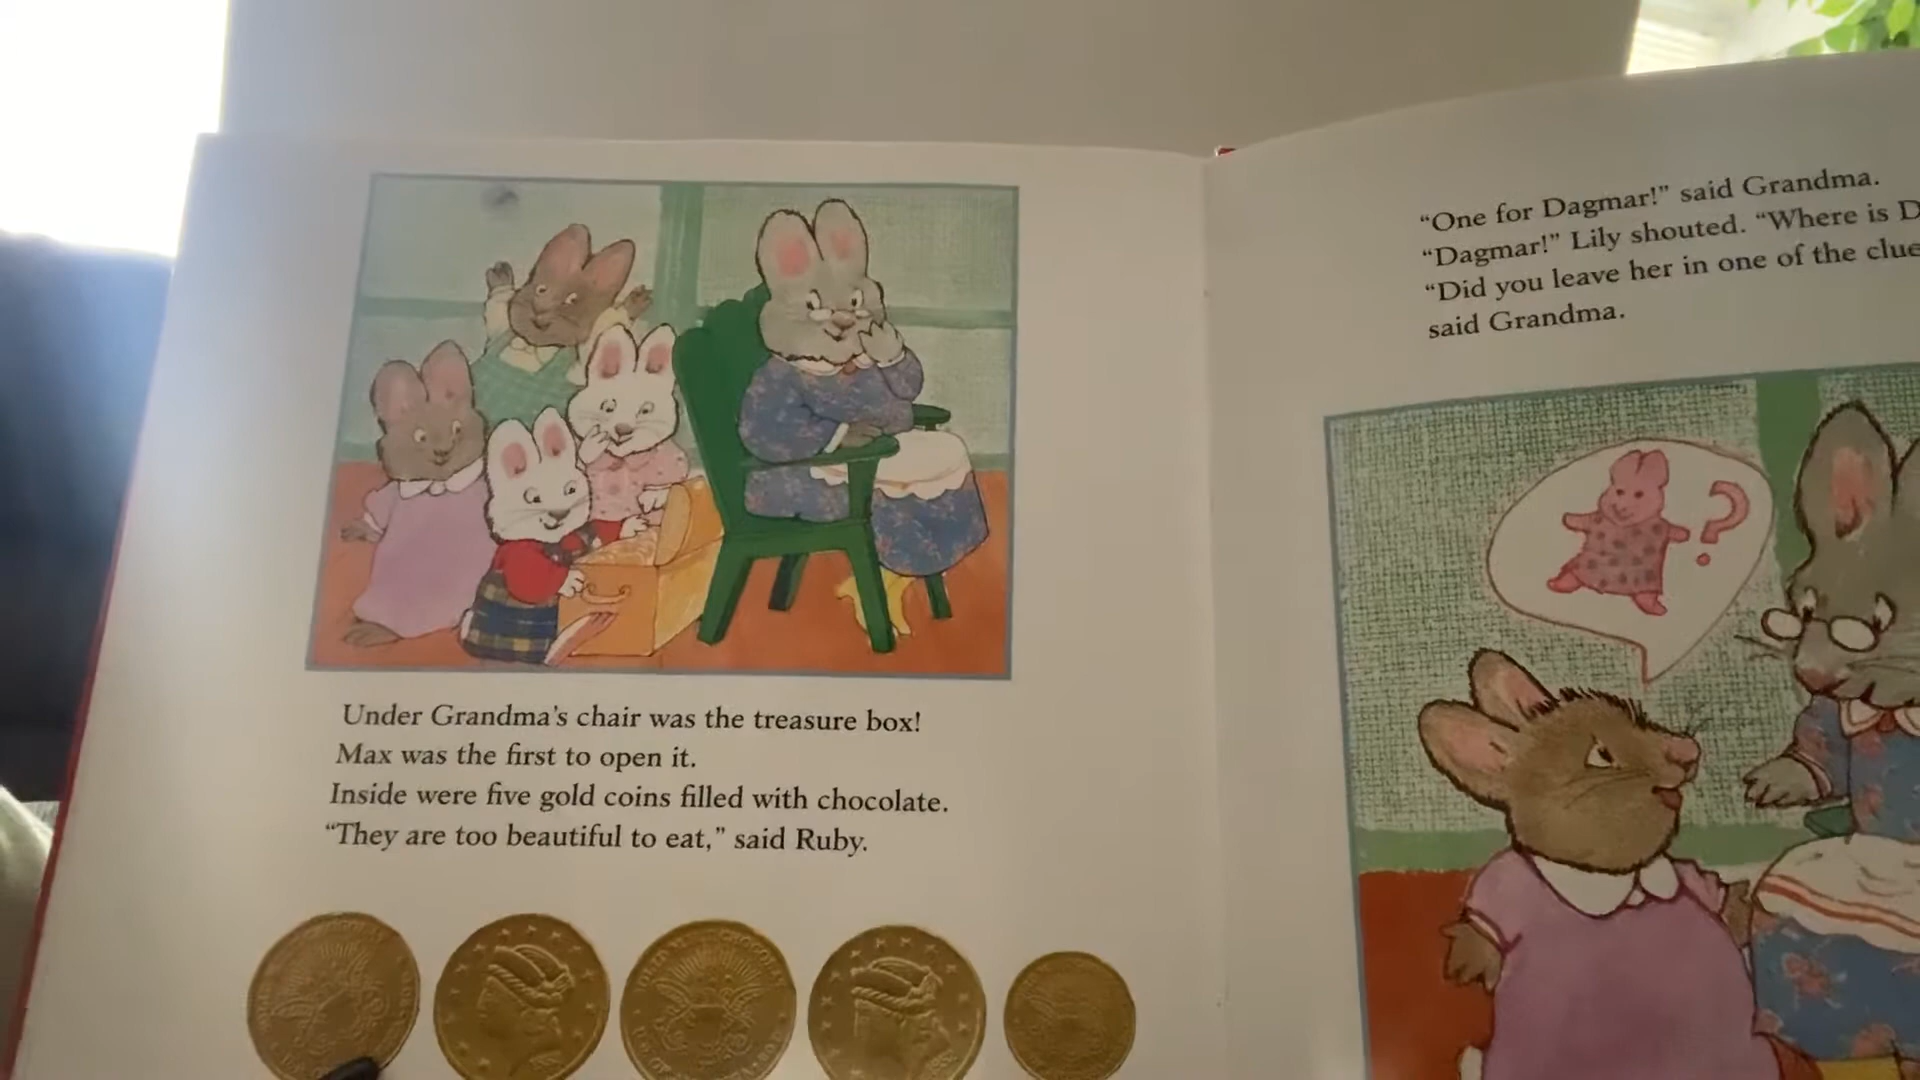 Under Grandma's chair was the treasure box!
Max was the first to open it.
Inside were five gold coins filled with chocolate.
“They are too beautiful to eat,” said Ruby.
“One for Dagmar!” said Grandma.
“Dagmar!” Lily shouted. “Where is
“Did you leave her in one of the
said Grandma.